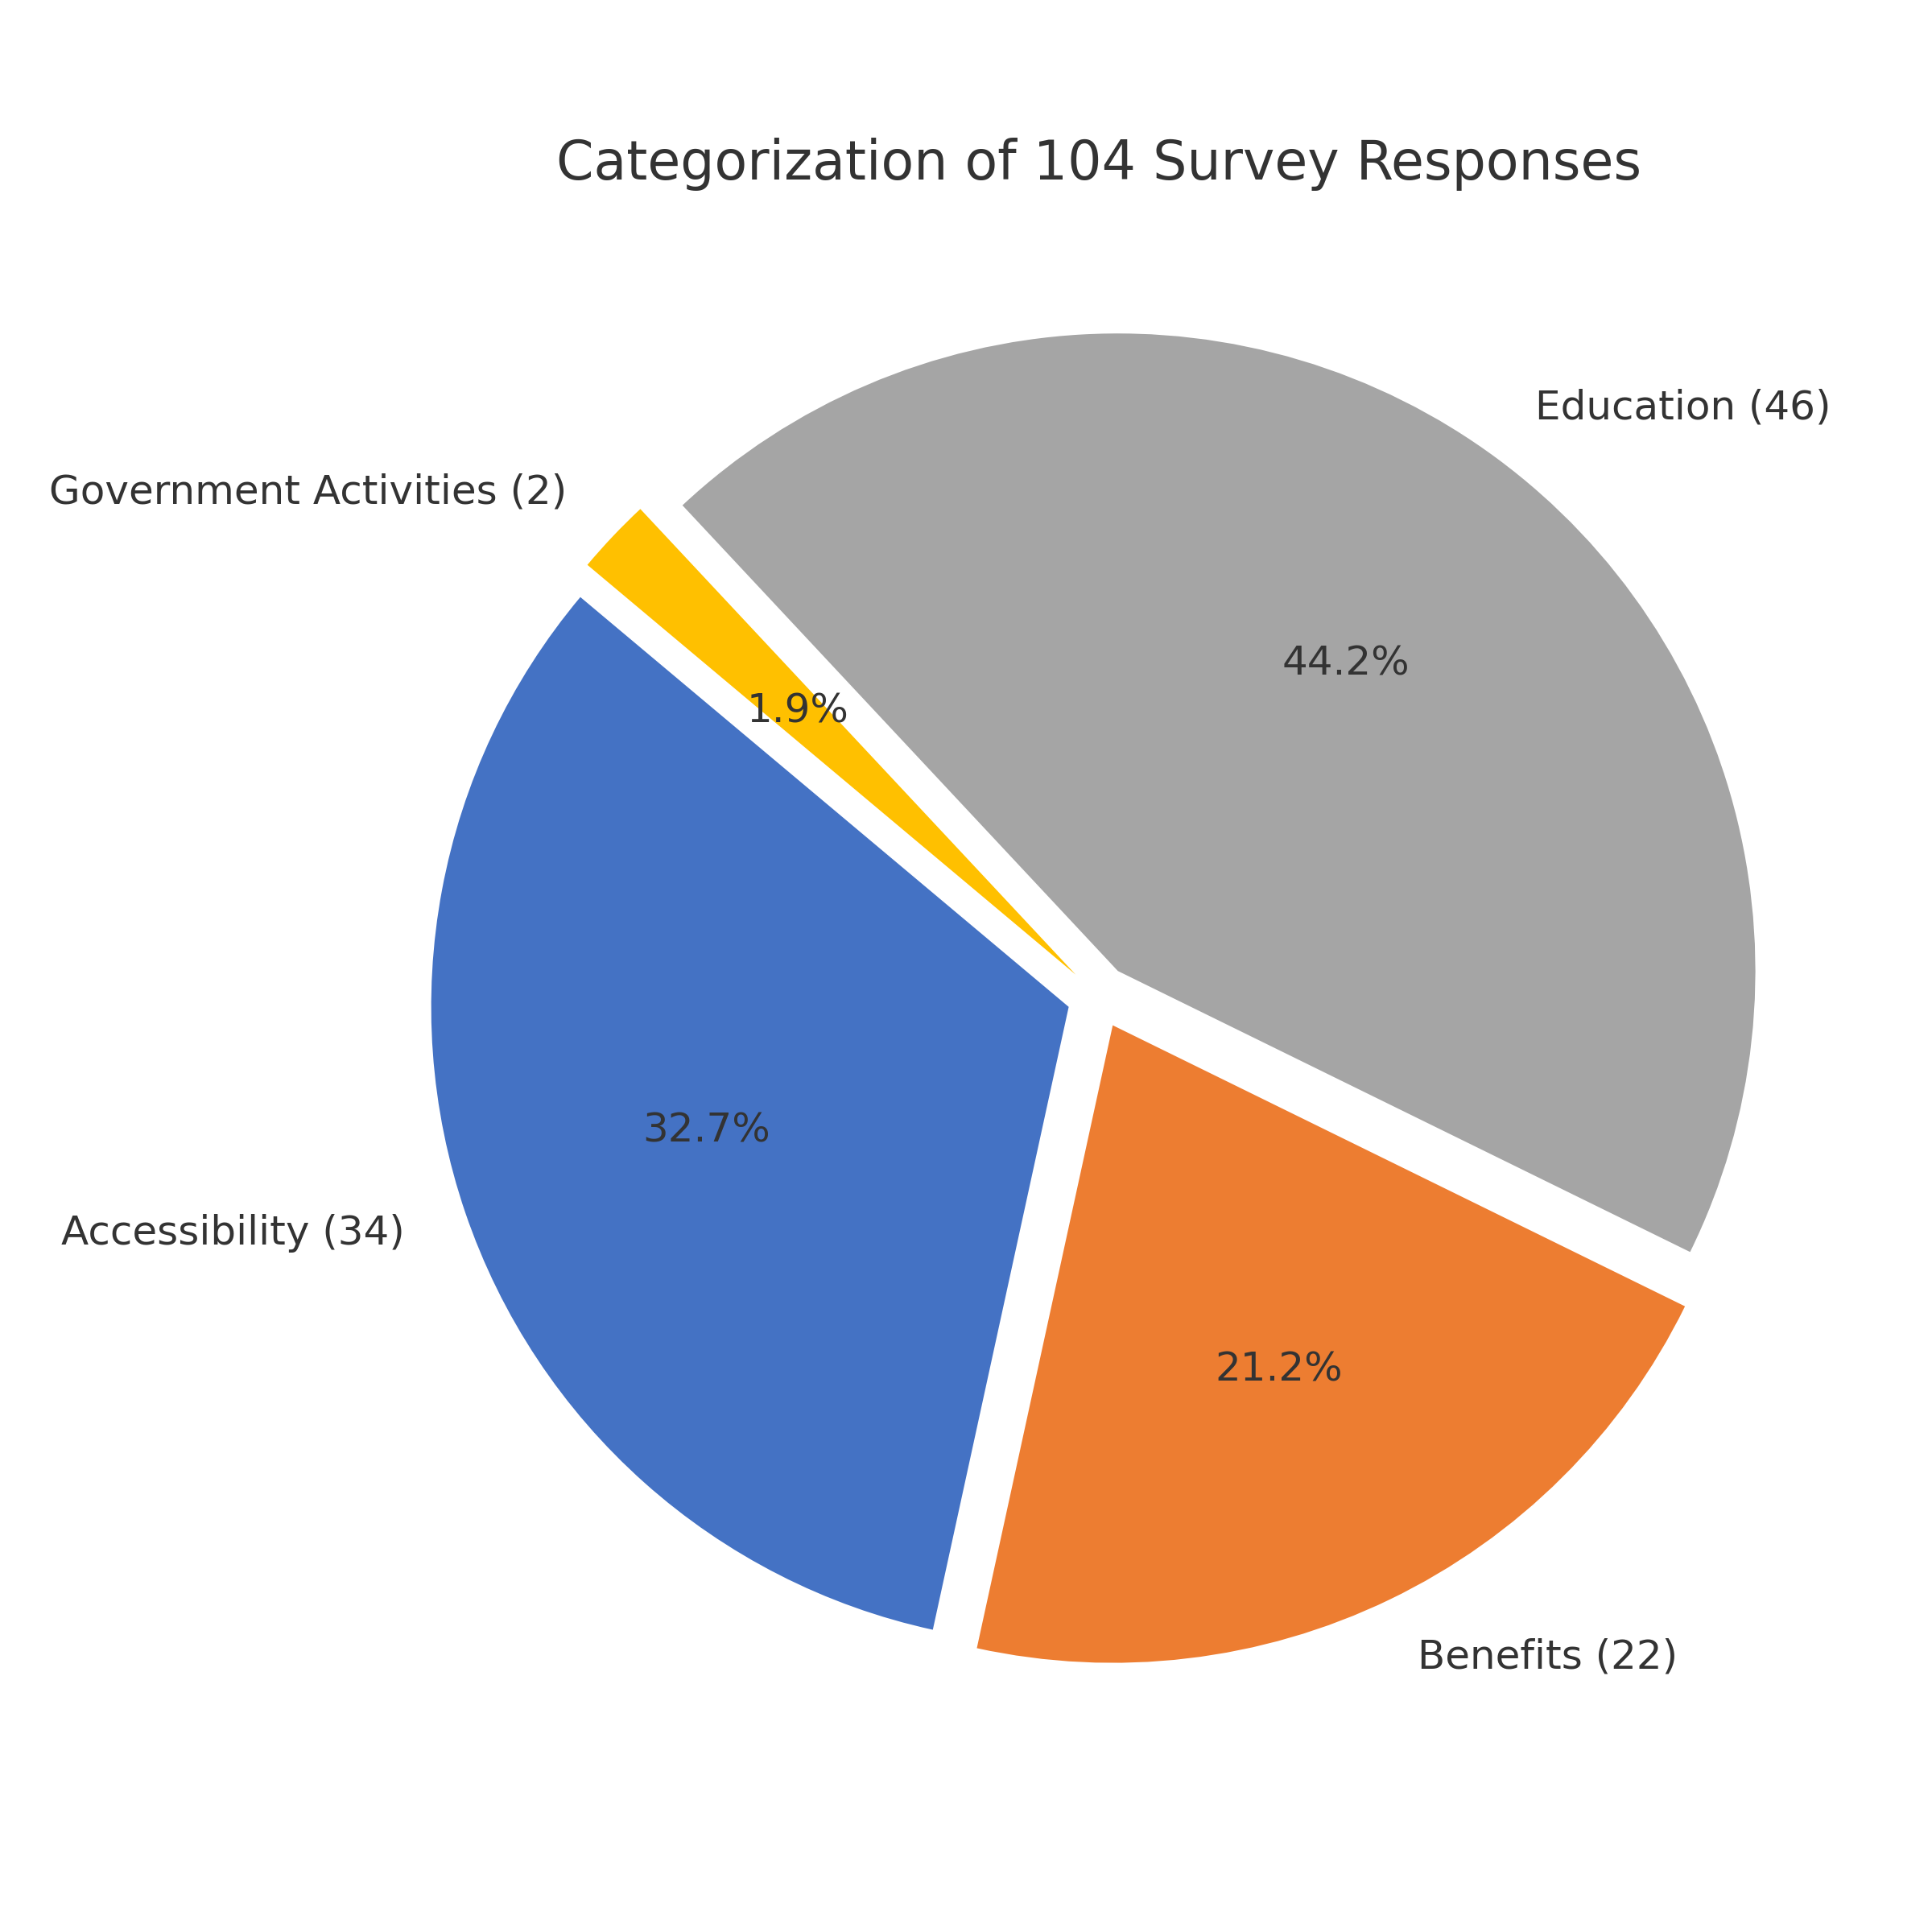 Categorization of 104 Survey Responses
Education (46)
Government Activities (2)
44.2%
1.9%
32.7%
Accessibility (34)
21.2%
Benefits (22)